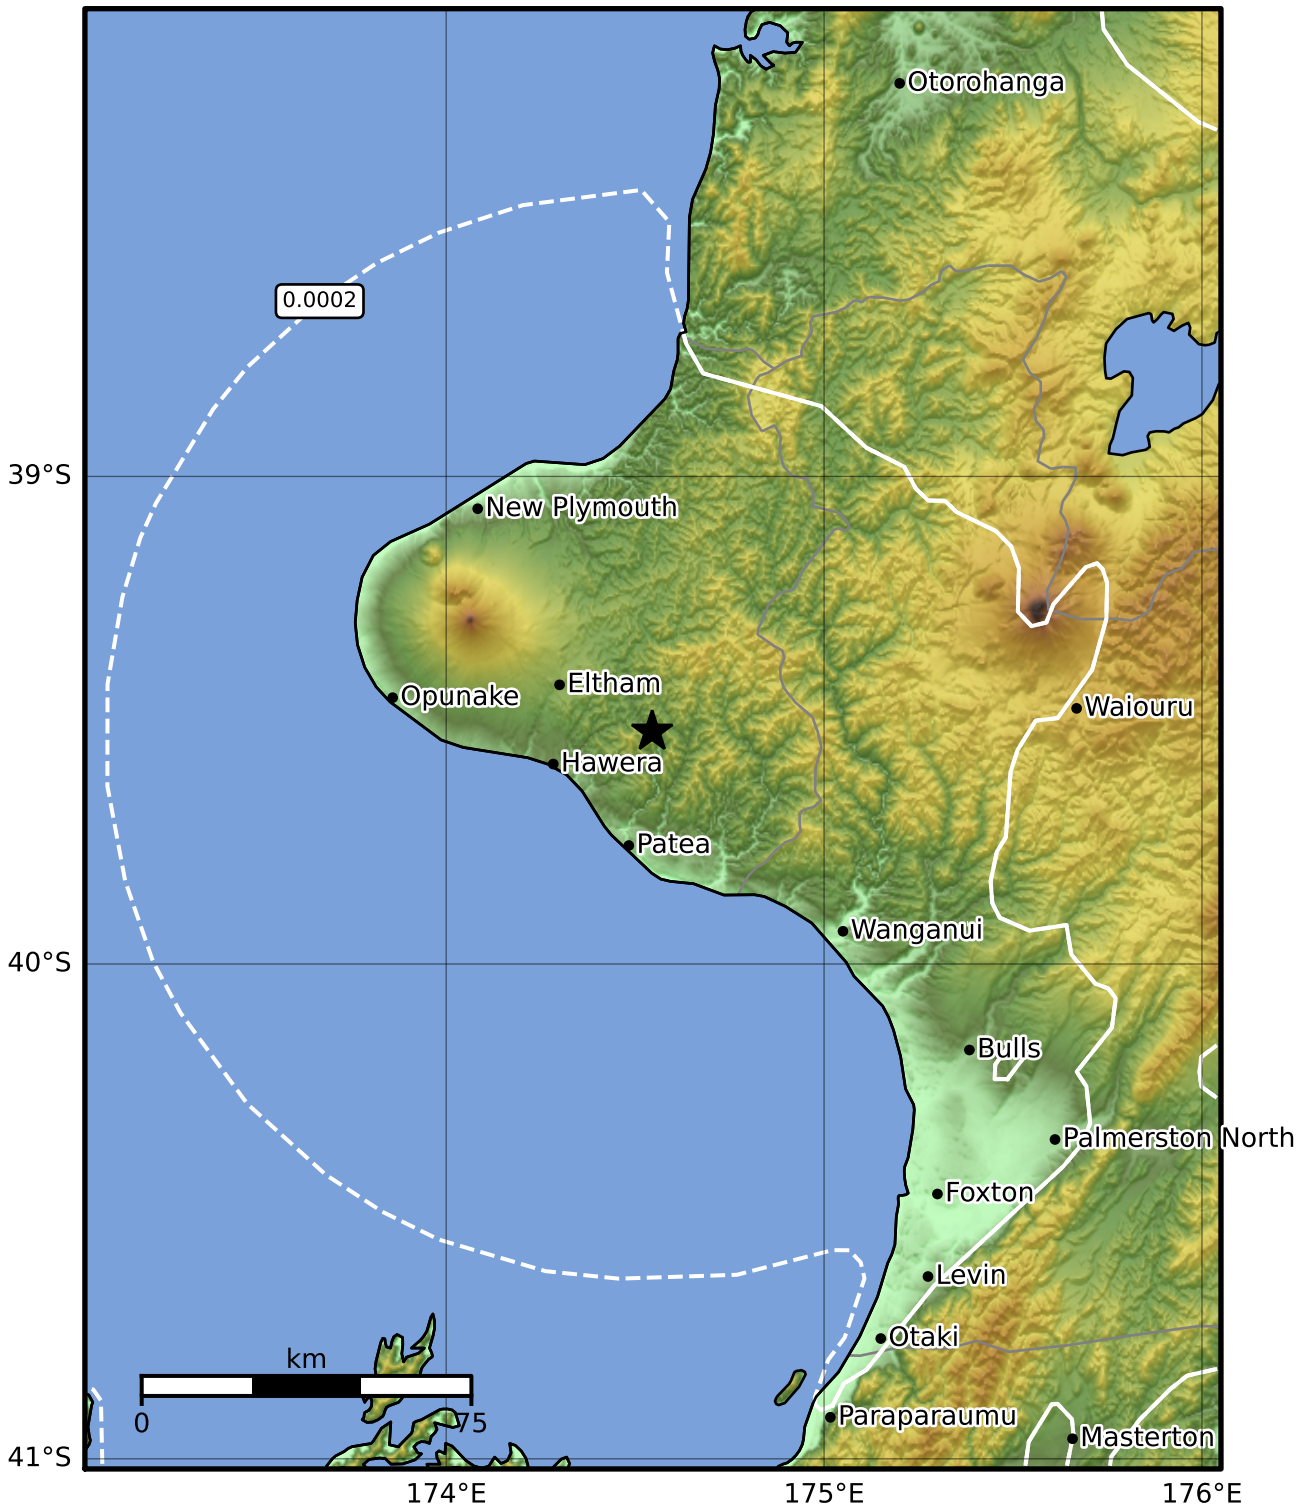 Otorohanga
0.0002
39°S
New Plymouth
Eltham
Opunake
Waiouru
Hawera
Patea
Wanganui
40°S
Bulls
Palmerston North
Foxton
Levin
Otaki
km
0
75
Paraparaumu
Masterton
41°S
174°E
175°E
176°E